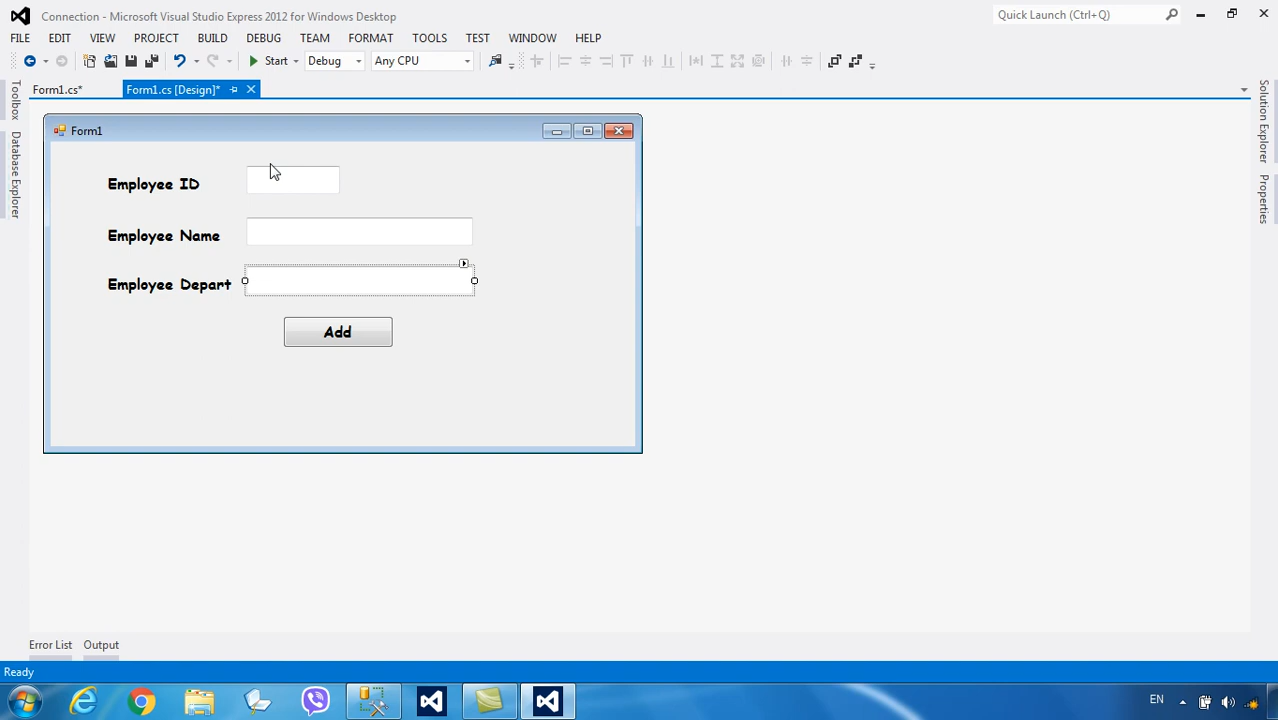 Connection - Microsoft Visual Studio Express 2012 for Windows Desktop
Quick Launch (Ctrl+Q)
FILE EDIT VIEW PROJECT BUILD DEBUG TEAM FORMAT TOOLS TEST WINDOW HELP
Start Debug Any CPU
Form1.cs* Form1.cs [Design]*
Toolbox
Database Explorer
Solution Explorer
Properties
Form1
Employee ID
Employee Name
Employee Depart
Add
Error List Output
Ready
EN